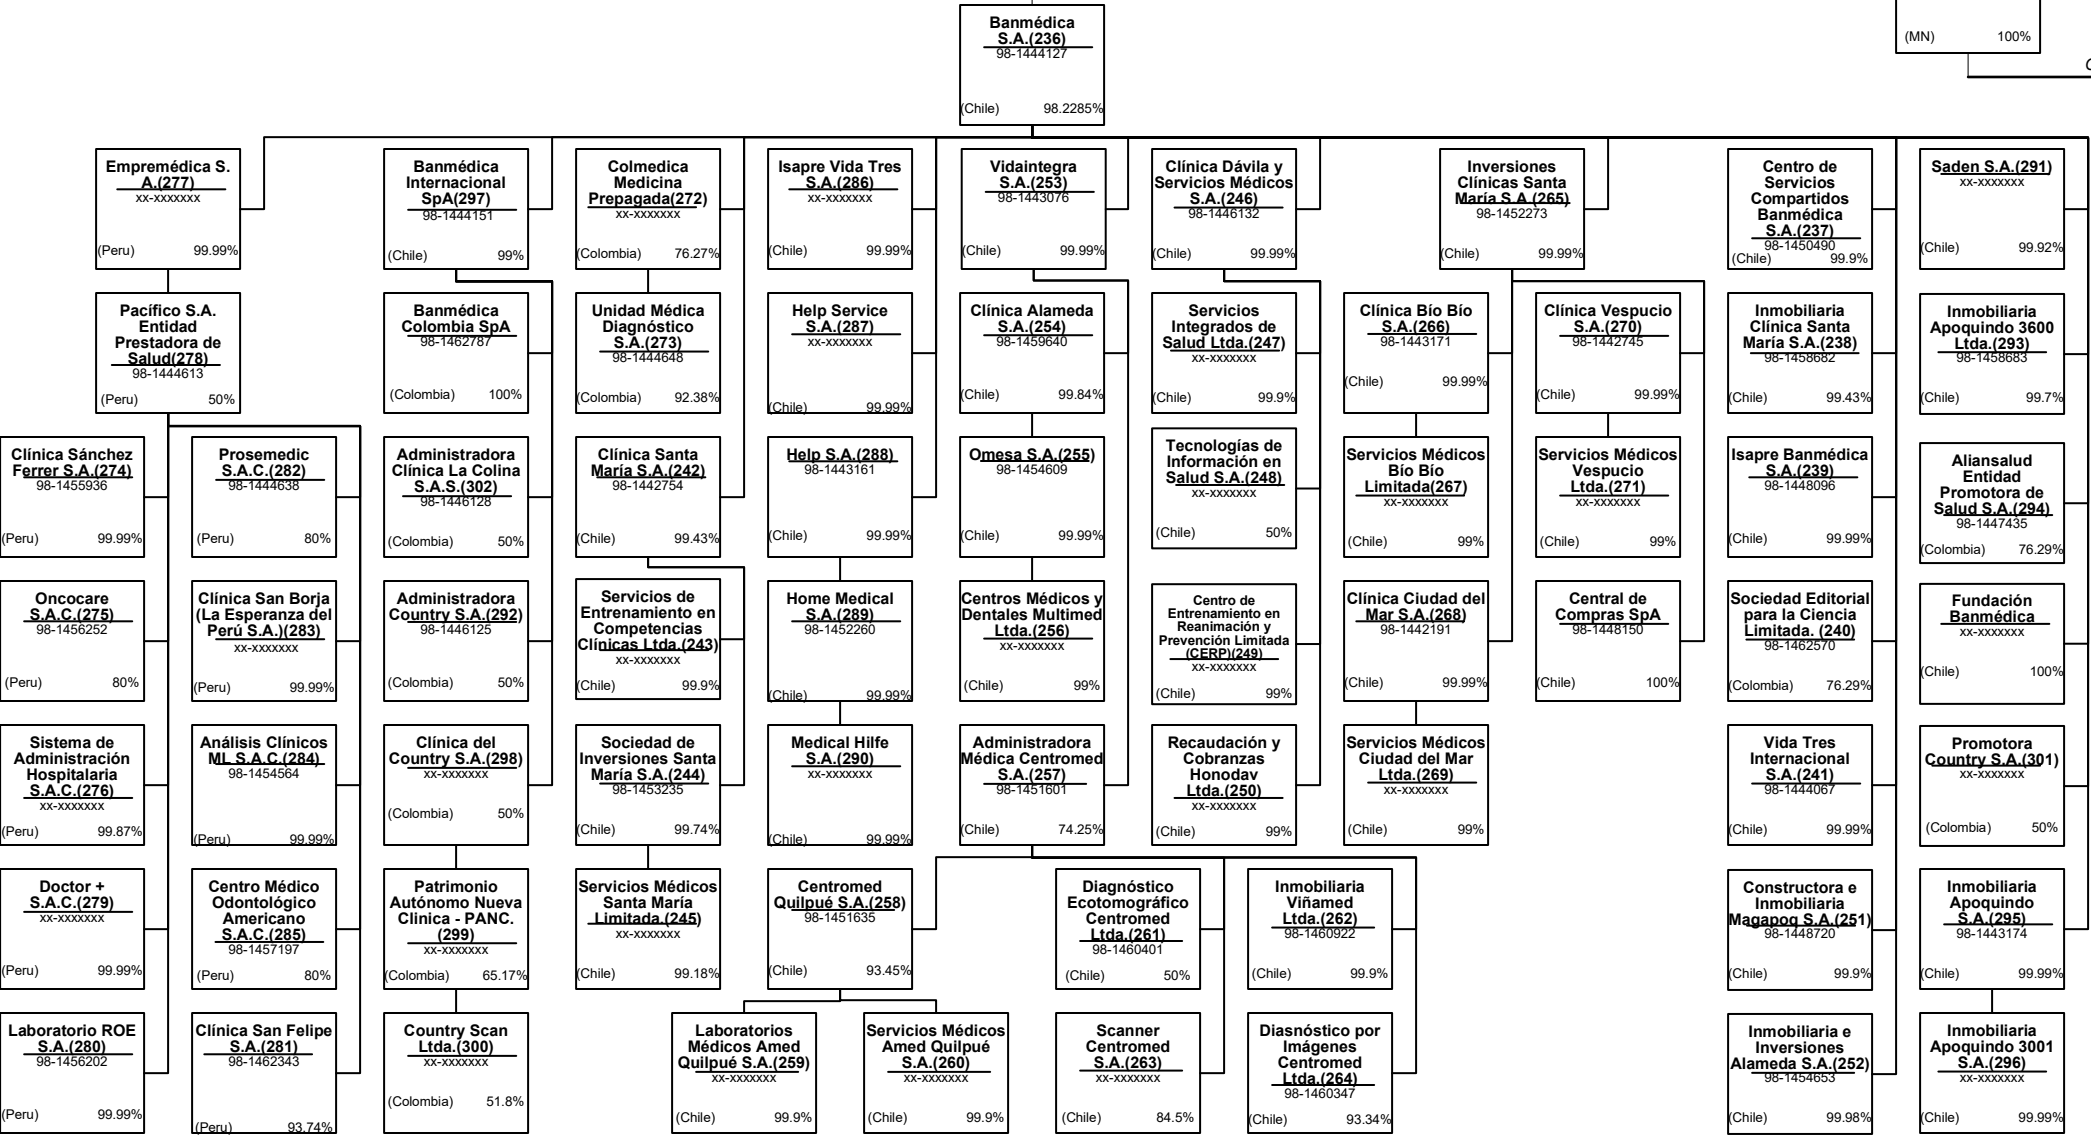 Banmédica
S.A.(236)
98-1444127
(Chile) 98.2285%
(MN) 100%
Empremédica S.
A.(277)
xx-xxxxxxx
(Peru) 99.99%
Banmédica
Internacional
SpA(297)
98-1444151
(Chile) 99%
Colmedica
Medicina
Prepagada(272)
xx-xxxxxxx
(Colombia) 76.27%
Isapre Vida Tres
S.A.(286)
xx-xxxxxxx
(Chile) 99.99%
Vidaintegra
S.A.(253)
98-1443076
(Chile) 99.99%
Clínica Dávila y
Servicios Médicos
S.A.(246)
98-1446132
(Chile) 99.99%
Inversiones
Clínicas Santa
María S.A.(265)
98-1452273
(Chile) 99.99%
Centro de
Servicios
Compartidos
Banmédica
S.A.(237)
98-1450490
(Chile) 99.9%
Saden S.A.(291)
xx-xxxxxxx
(Chile) 99.92%
Pacífico S.A.
Entidad
Prestadora de
Salud(278)
98-1444613
(Peru) 50%
Banmédica
Colombia SpA
98-1462787
(Colombia) 100%
Unidad Médica
Diagnóstico
S.A.(273)
98-1444648
(Colombia) 92.38%
Help Service
S.A.(287)
xx-xxxxxxx
(Chile) 99.99%
Clínica Alameda
S.A.(254)
98-1459640
(Chile) 99.84%
Servicios
Integrados de
Salud Ltda.(247)
xx-xxxxxxx
(Chile) 99.9%
Clínica Bío Bío
S.A.(266)
98-1443171
(Chile) 99.99%
Clínica Vespucio
S.A.(270)
98-1442745
(Chile) 99.99%
Inmobiliaria
Clínica Santa
María S.A.(238)
98-1458682
(Chile) 99.43%
Inmobiliaria
Apoquindo 3600
Ltda.(293)
98-1458683
(Chile) 99.7%
Clínica Sánchez
Ferrer S.A.(274)
98-1455936
(Peru) 99.99%
Prosemedic
S.A.C.(282)
98-1444638
(Peru) 80%
Administradora
Clínica La Colina
S.A.S.(302)
98-1446128
(Colombia) 50%
Clínica Santa
María S.A.(242)
98-1442754
(Chile) 99.43%
Help S.A.(288)
98-1443161
(Chile) 99.99%
Omesa S.A.(255)
98-1454609
(Chile) 99.99%
Tecnologías de
Información en
Salud S.A.(248)
xx-xxxxxxx
(Chile) 50%
Servicios Médicos
Bío Bío
Limitada(267)
xx-xxxxxxx
(Chile) 99%
Servicios Médicos
Vespucio
Ltda.(271)
xx-xxxxxxx
(Chile) 99%
Isapre Banmédica
S.A.(239)
98-1448096
(Chile) 99.99%
Aliansalud
Entidad
Promotora de
Salud S.A.(294)
98-1447435
(Colombia) 76.29%
Oncocare
S.A.C.(275)
98-1456252
(Peru) 80%
Clínica San Borja
(La Esperanza del
Perú S.A.)(283)
xx-xxxxxxx
(Peru) 99.99%
Administradora
Country S.A.(292)
98-1446125
(Colombia) 50%
Servicios de
Entrenamiento en
Competencias
Clínicas Ltda.(243)
xx-xxxxxxx
(Chile) 99.9%
Home Medical
S.A.(289)
98-1452260
(Chile) 99.99%
Centros Médicos y
Dentales Multimed
Ltda.(256)
xx-xxxxxxx
(Chile) 99%
Centro de
Entrenamiento en
Reanimación y
Prevención Limitada
(CERP)(249)
xx-xxxxxxx
(Chile) 99%
Clínica Ciudad del
Mar S.A.(268)
98-1442191
(Chile) 99.99%
Central de
Compras SpA
98-1448150
(Chile) 100%
Sociedad Editorial
para la Ciencia
Limitada. (240)
98-1462570
(Colombia) 76.29%
Fundación
Banmédica
xx-xxxxxxx
(Chile) 100%
Sistema de
Administración
Hospitalaria
S.A.C.(276)
xx-xxxxxxx
(Peru) 99.87%
Análisis Clínicos
ML S.A.C.(284)
98-1454564
(Peru) 99.99%
Clínica del
Country S.A.(298)
xx-xxxxxxx
(Colombia) 50%
Sociedad de
Inversiones Santa
María S.A.(244)
98-1453235
(Chile) 99.74%
Medical Hilfe
S.A.(290)
xx-xxxxxxx
(Chile) 99.99%
Administradora
Médica Centromed
S.A.(257)
98-1451601
(Chile) 74.25%
Recaudación y
Cobranzas
Honodav
Ltda.(250)
xx-xxxxxxx
(Chile) 99%
Servicios Médicos
Ciudad del Mar
Ltda.(269)
xx-xxxxxxx
(Chile) 99%
Vida Tres
Internacional
S.A.(241)
98-1444067
(Chile) 99.99%
Promotora
Country S.A.(301)
xx-xxxxxxx
(Colombia) 50%
Doctor +
S.A.C.(279)
xx-xxxxxxx
(Peru) 99.99%
Centro Médico
Odontológico
Americano
S.A.C.(285)
98-1457197
(Peru) 80%
Patrimonio
Autónomo Nueva
Clinica - PANC.
(299)
xx-xxxxxxx
(Colombia) 65.17%
Servicios Médicos
Santa María
Limitada.(245)
xx-xxxxxxx
(Chile) 99.18%
Centromed
Quilpué S.A.(258)
98-1451635
(Chile) 93.45%
Diagnóstico
Ecotomográfico
Centromed
Ltda.(261)
98-1460401
(Chile) 50%
Inmobiliaria
Viñamed
Ltda.(262)
98-1460922
(Chile) 99.9%
Constructora e
Inmobiliaria
Magapoq S.A.(251)
98-1448720
(Chile) 99.9%
Inmobiliaria
Apoquindo
S.A.(295)
98-1443174
(Chile) 99.99%
Laboratorio ROE
S.A.(280)
98-1456202
(Peru) 99.99%
Clínica San Felipe
S.A.(281)
98-1462343
(Peru) 93.74%
Country Scan
Ltda.(300)
xx-xxxxxxx
(Colombia) 51.8%
Laboratorios
Médicos Amed
Quilpué S.A.(259)
xx-xxxxxxx
(Chile) 99.9%
Servicios Médicos
Amed Quilpué
S.A.(260)
xx-xxxxxxx
(Chile) 99.9%
Scanner
Centromed
S.A.(263)
xx-xxxxxxx
(Chile) 84.5%
Diasnóstico por
Imágenes
Centromed
Ltda.(264)
98-1460347
(Chile) 93.34%
Inmobiliaria e
Inversiones
Alameda S.A.(252)
98-1454653
(Chile) 99.98%
Inmobiliaria
Apoquindo 3001
S.A.(296)
xx-xxxxxxx
(Chile) 99.99%